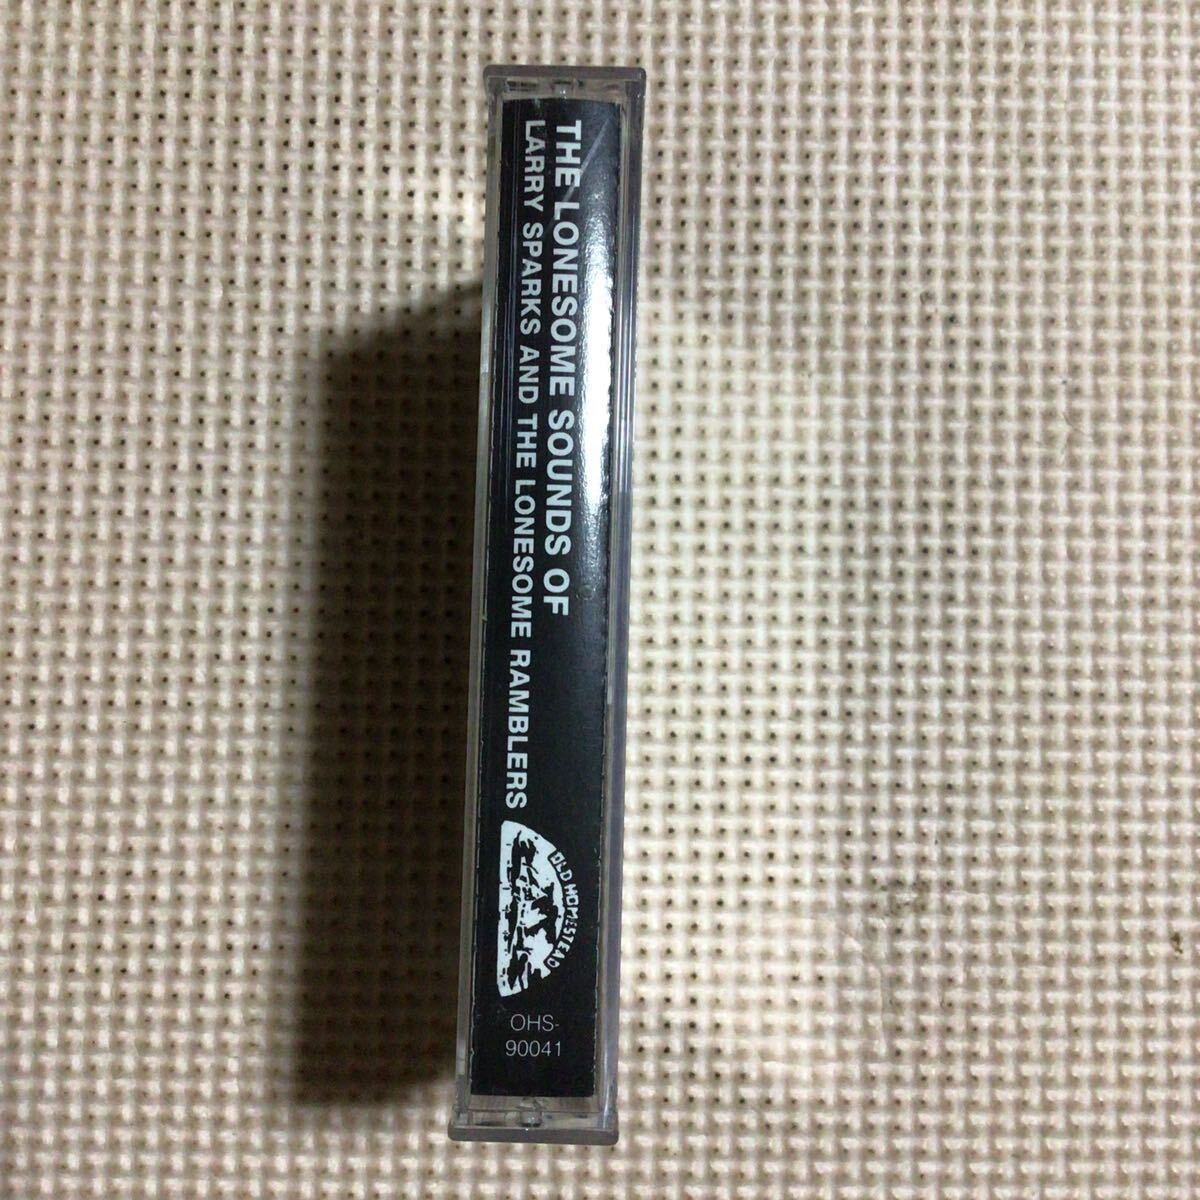 THE LONESOME SOUNDS OF
LARRY SPARKS AND THE LONESOME RAMBLERS
OLD HOMESTEAD
OHS-
90041